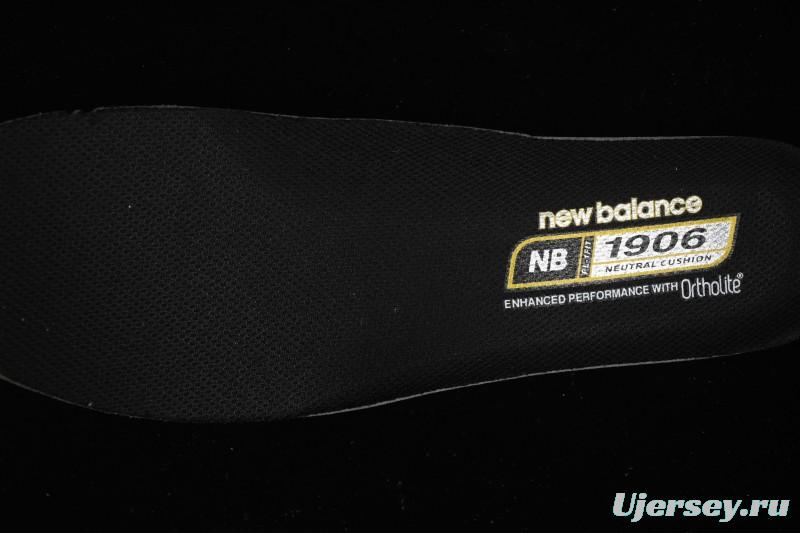 new balance
NB 1906
NEUTRAL CUSHION
ENHANCED PERFORMANCE WITH Ortholite®
Ujersey.ru